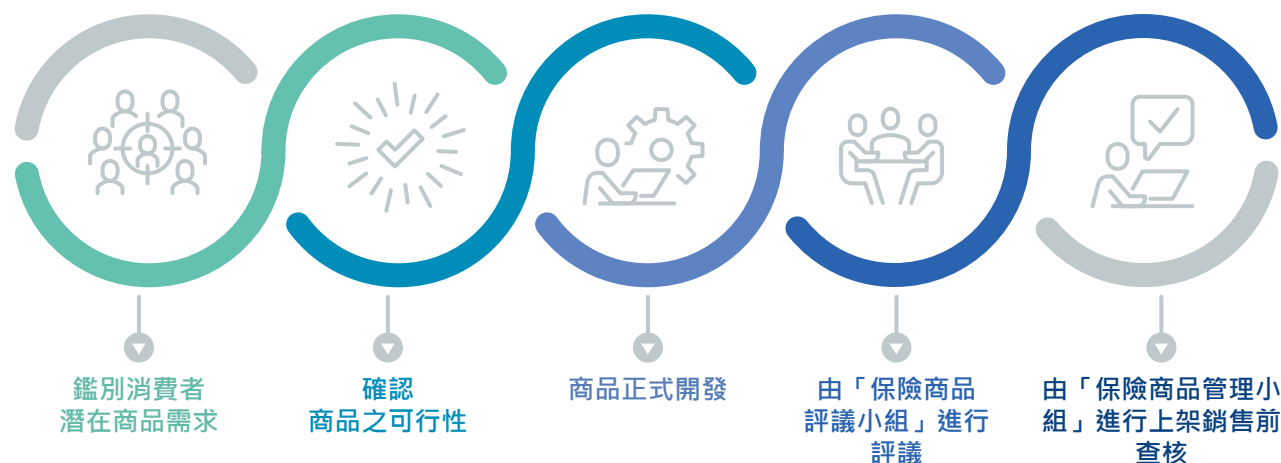 鑑別消費者
潛在商品需求
確認
商品之可行性
商品正式開發
由「保險商品
評議小組」進行
評議
由「保險商品管理小
組」進行上架銷售前
查核